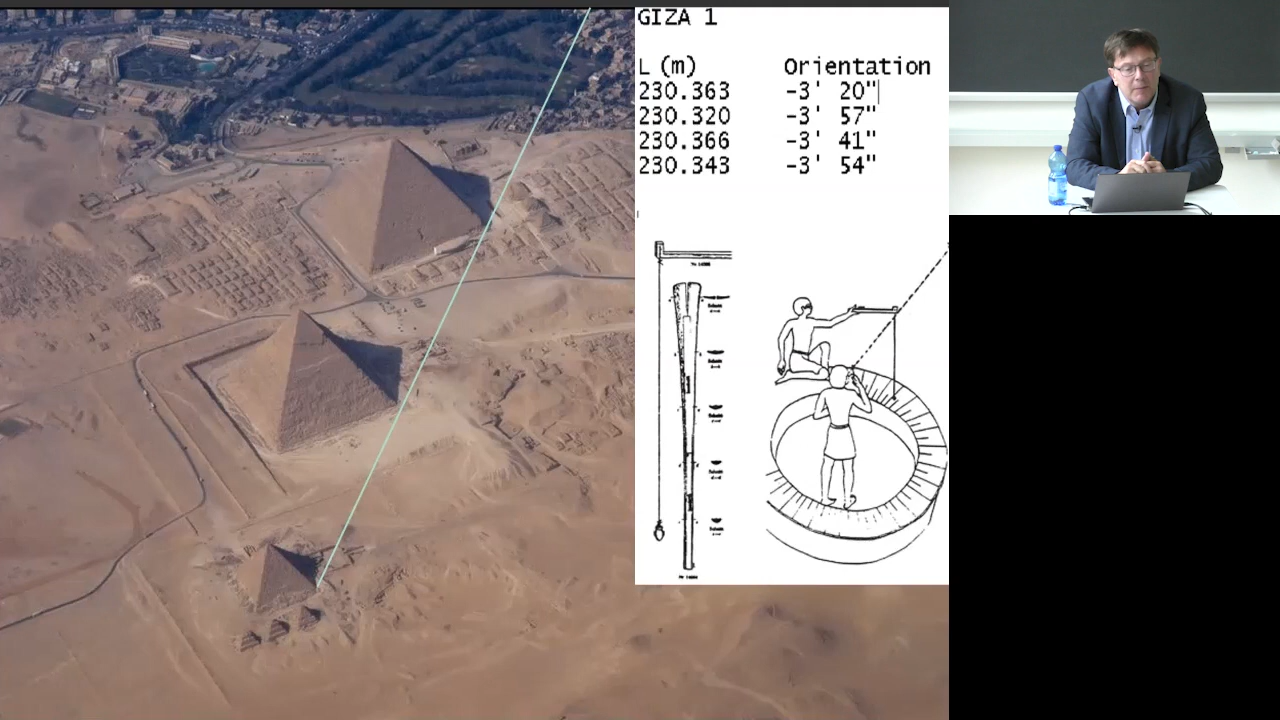 GIZA 1
L (m) Orientation
230.363 -3' 20"
230.320 -3' 57"
230.366 -3' 41"
230.343 -3' 54"